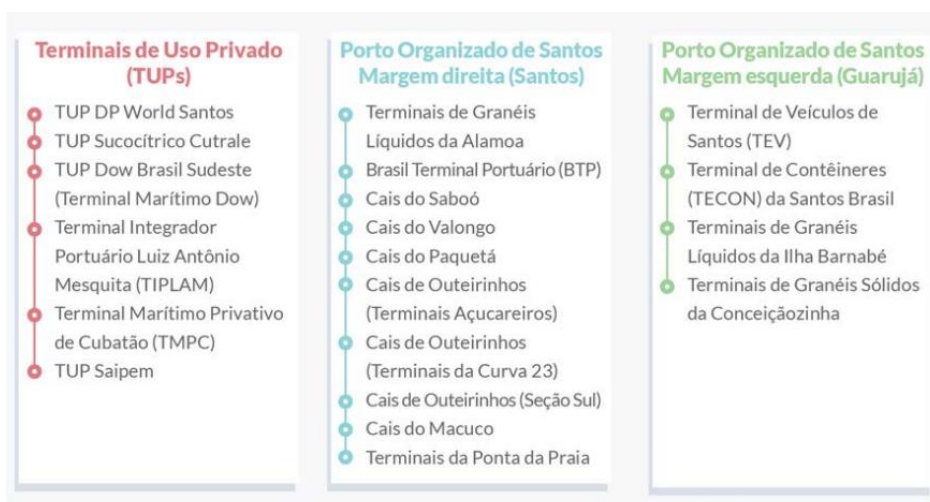 Terminais de Uso Privado
(TUPs)
TUP DP World Santos
TUP Sucocítrico Cutrale
TUP Dow Brasil Sudeste
(Terminal Marítimo Dow)
Terminal Integrador
Portuário Luiz Antônio
Mesquita (TIPLAM)
Terminal Marítimo Privativo
de Cubatão (TMPC)
TUP Saipem
Porto Organizado de Santos
Margem direita (Santos)
Terminais de Granéis
Líquidos da Alamoa
Brasil Terminal Portuário (BTP)
Cais do Saboó
Cais do Valongo
Cais do Paquetá
Cais de Outeirinhos
(Terminais Açucareiros)
Cais de Outeirinhos
(Terminais da Curva 23)
Cais de Outeirinhos (Seção Sul)
Cais do Macuco
Terminais da Ponta da Praia
Porto Organizado de Santos
Margem esquerda (Guarujá)
Terminal de Veículos de
Santos (TEV)
Terminal de Contêineres
(TECON) da Santos Brasil
Terminais de Granéis
Líquidos da Ilha Barnabé
Terminais de Granéis Sólidos
da Conceiçãozinha